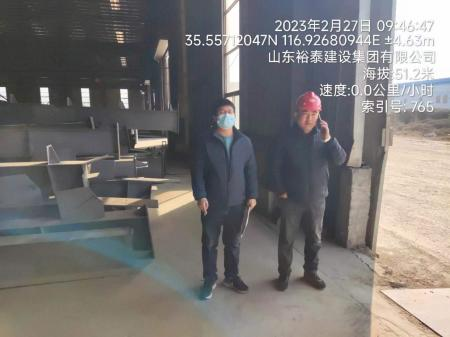 2023年2月27日 09:46:47
35.55712047N 116.92680944E ±4.63m
山东裕泰建设集团有限公司
海拔:51.2米
速度:0.0公里/小时
索引号: 765